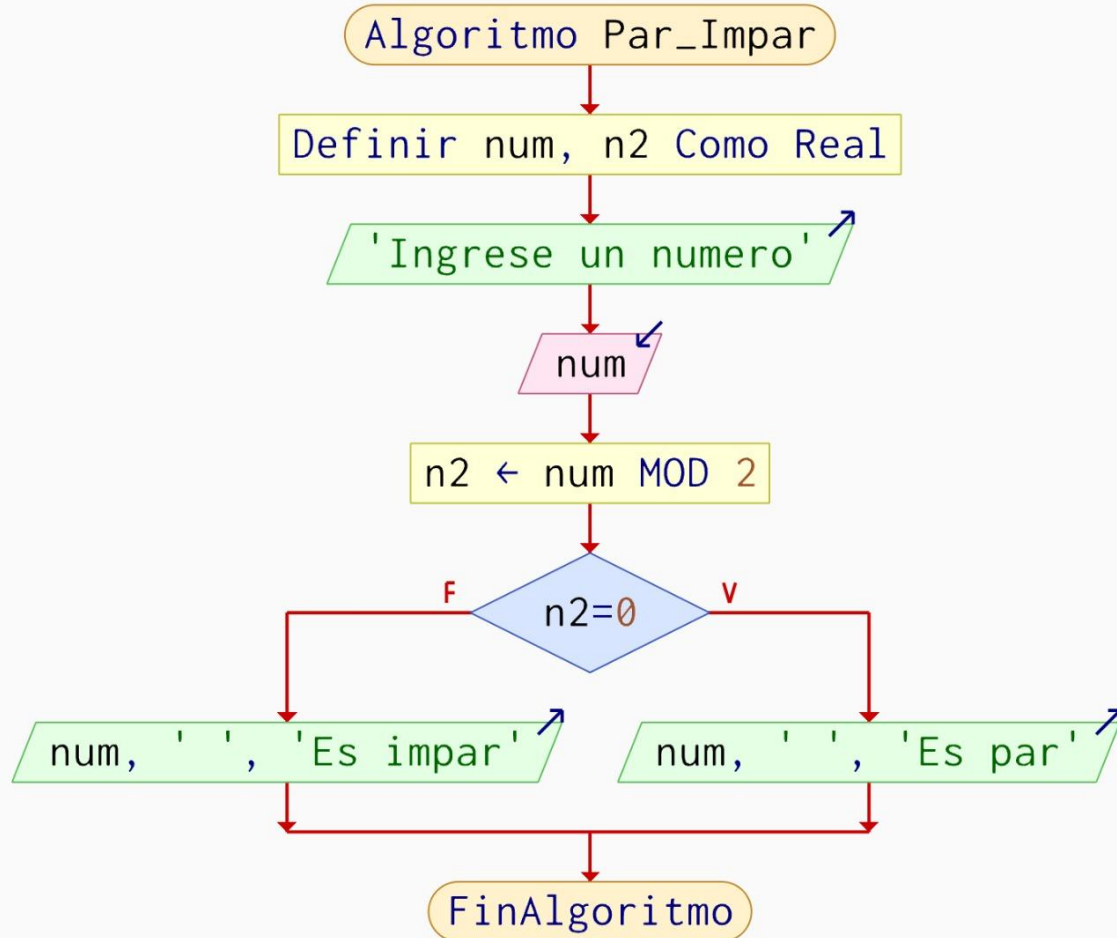 Algoritmo Par_Impar
Definir num, n2 Como Real
'Ingrese un numero'
num
n2 ← num MOD 2
n2=0
F
V
num, ' ', 'Es impar'
num, ' ', 'Es par'
FinAlgoritmo